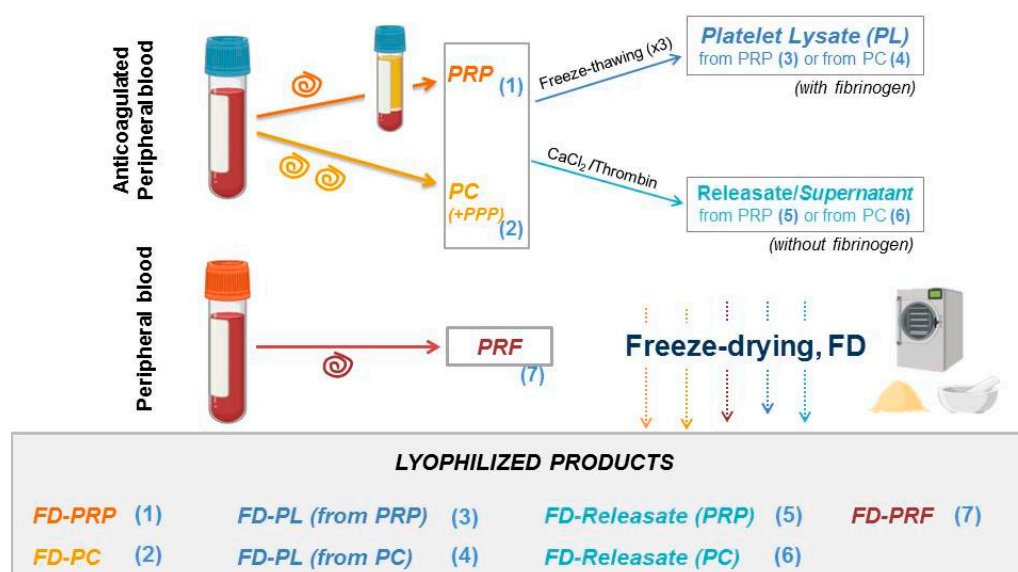 Anticoagulated
Peripheral blood
PRP
(1)
PC
(+PPP)
(2)
Freeze-thawing (x3)
CaCl2/Thrombin
Platelet Lysate (PL)
from PRP (3) or from PC (4)
(with fibrinogen)
Releasate/Supernatant
from PRP (5) or from PC (6)
(without fibrinogen)
Peripheral blood
PRF
(7)
Freeze-drying, FD
LYOPHILIZED PRODUCTS
FD-PRP (1) FD-PL (from PRP) (3) FD-Releasate (PRP) (5) FD-PRF (7)
FD-PC (2) FD-PL (from PC) (4) FD-Releasate (PC) (6)